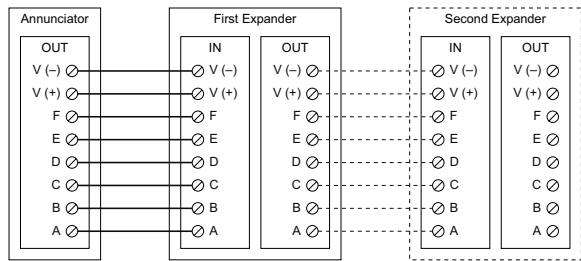 Annunciator First Expander Second Expander
OUT IN OUT IN OUT
V (–) V (–) V (–) V (–) V (–)
V (+) V (+) V (+) V (+) V (+)
F F F F F
E E E E E
D D D D D
C C C C C
B B B B B
A A A A A